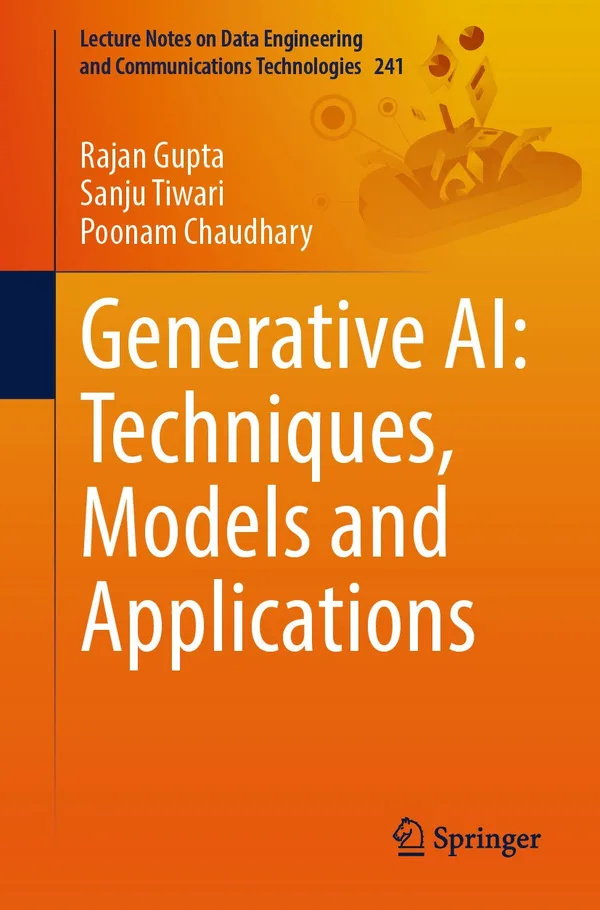 Lecture Notes on Data Engineering
and Communications Technologies 241
Rajan Gupta
Sanju Tiwari
Poonam Chaudhary
Generative AI:
Techniques,
Models and
Applications
Springer